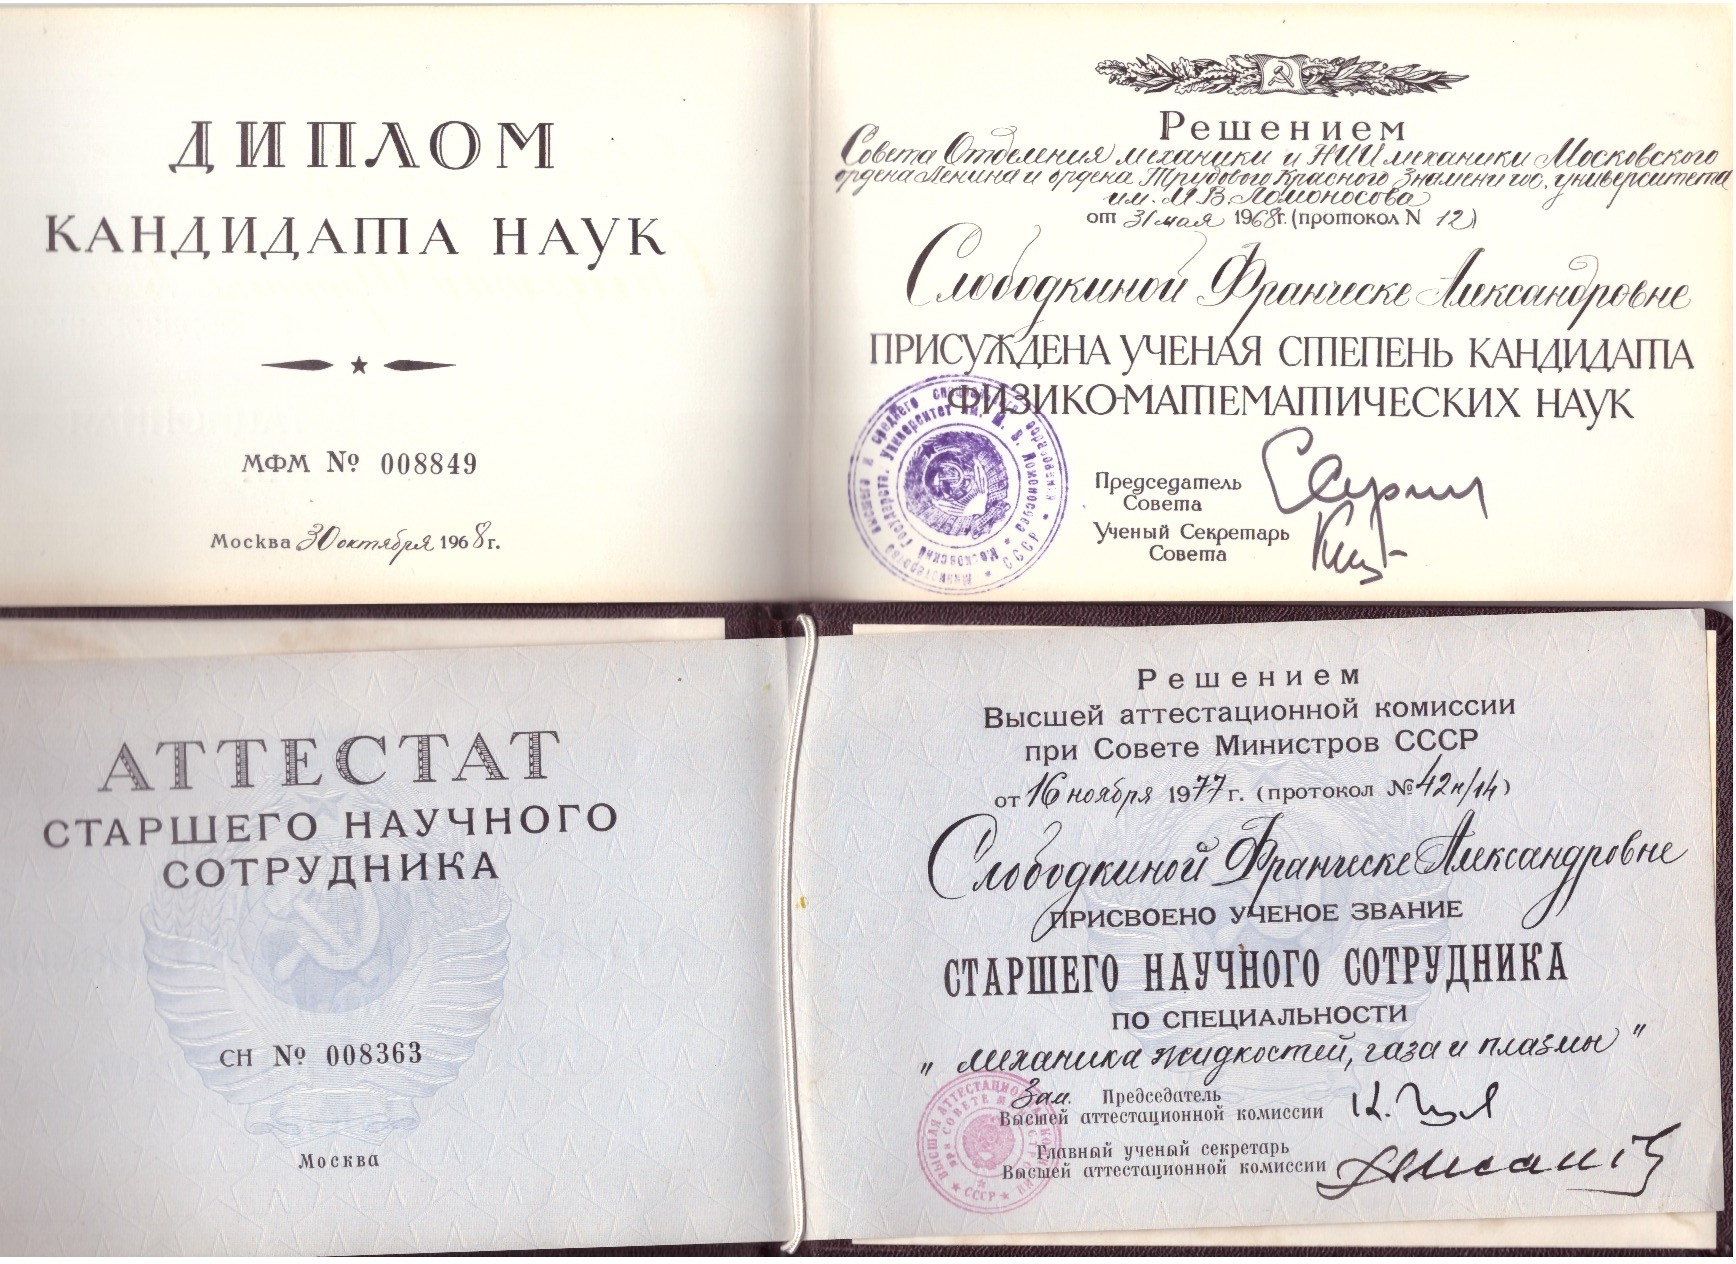 ДИПЛОМ
КАНДИДАТА НАУК
МФМ № 008849
Москва 30 октября 1968 г.
Решением
Совета Отделения механики и НИИ механики Московского
ордена Ленина и ордена Трудового Красного Знамени гос. университета
им. М. В. Ломоносова
от 31 мая 1968 г. (протокол N 12)
Слободкиной Франческе Александровне
ПРИСУЖДЕНА УЧЕНАЯ СТЕПЕНЬ КАНДИДАТА
ФИЗИКО-МАТЕМАТИЧЕСКИХ НАУК
Председатель
Совета
Ученый Секретарь
Совета
АТТЕСТАТ
СТАРШЕГО НАУЧНОГО
СОТРУДНИКА
СН № 008363
Москва
Решением
Высшей аттестационной комиссии
при Совете Министров СССР
от 16 ноября 1977 г. (протокол № 42н/14)
Слободкиной Франческе Александровне
ПРИСВОЕНО УЧЕНОЕ ЗВАНИЕ
СТАРШЕГО НАУЧНОГО СОТРУДНИКА
ПО СПЕЦИАЛЬНОСТИ
„механика жидкостей, газа и плазмы"
Зам. Председатель
Высшей аттестационной комиссии
Главный ученый секретарь
Высшей аттестационной комиссии